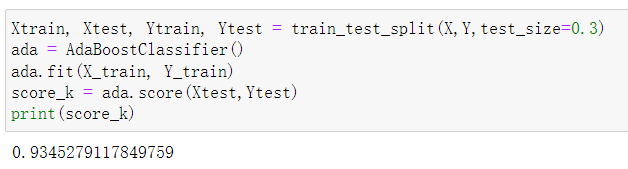 Xtrain, Xtest, Ytrain, Ytest = train_test_split(X,Y,test_size=0.3)
ada = AdaBoostClassifier()
ada.fit(X_train, Y_train)
score_k = ada.score(Xtest,Ytest)
print(score_k)
0.9345279117849759